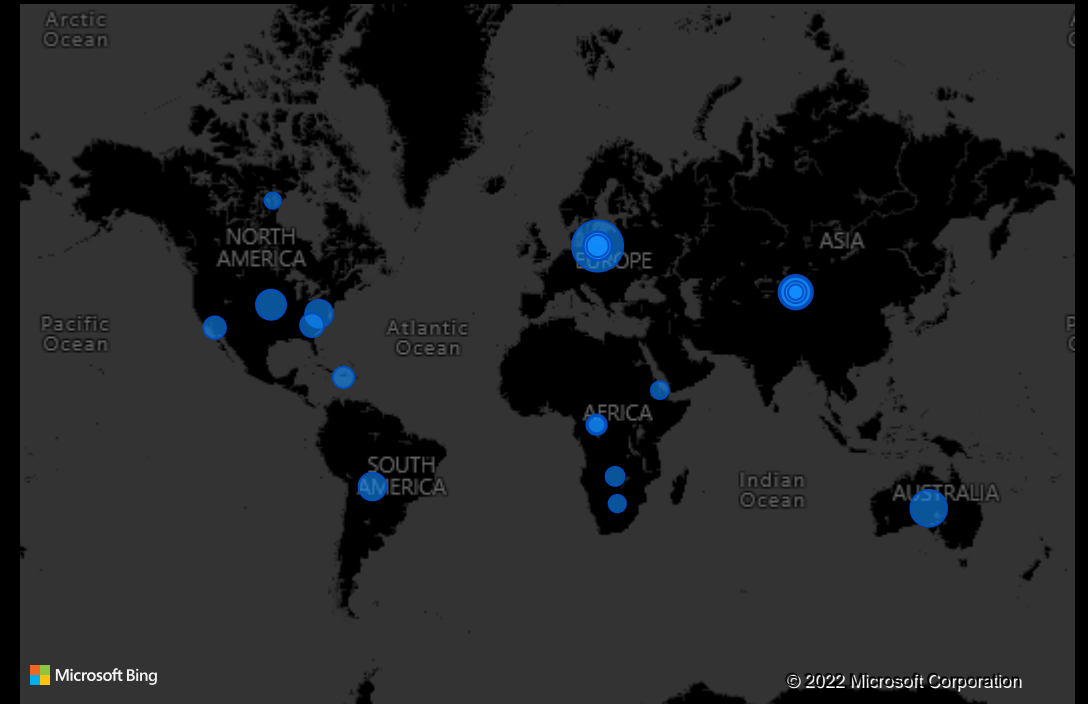 Arctic
Ocean
NORTH
AMERICA
EUROPE
ASIA
Pacific
Ocean
Atlantic
Ocean
AFRICA
SOUTH
AMERICA
Indian
Ocean
AUSTRALIA
Microsoft Bing
© 2022 Microsoft Corporation